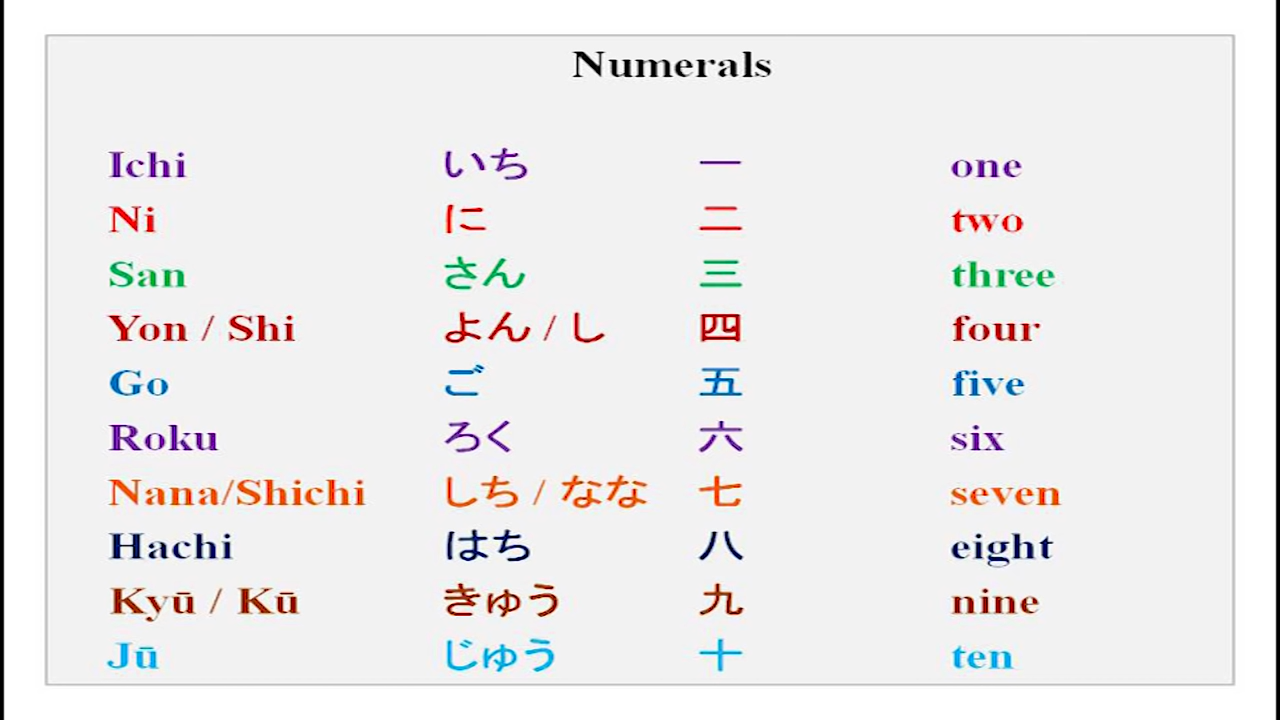 Numerals
Ichi いち 一 one
Ni に 二 two
San さん 三 three
Yon / Shi よん / し 四 four
Go ご 五 five
Roku ろく 六 six
Nana/Shichi しち / なな 七 seven
Hachi はち 八 eight
Kyū / Kū きゅう 九 nine
Jū じゅう 十 ten